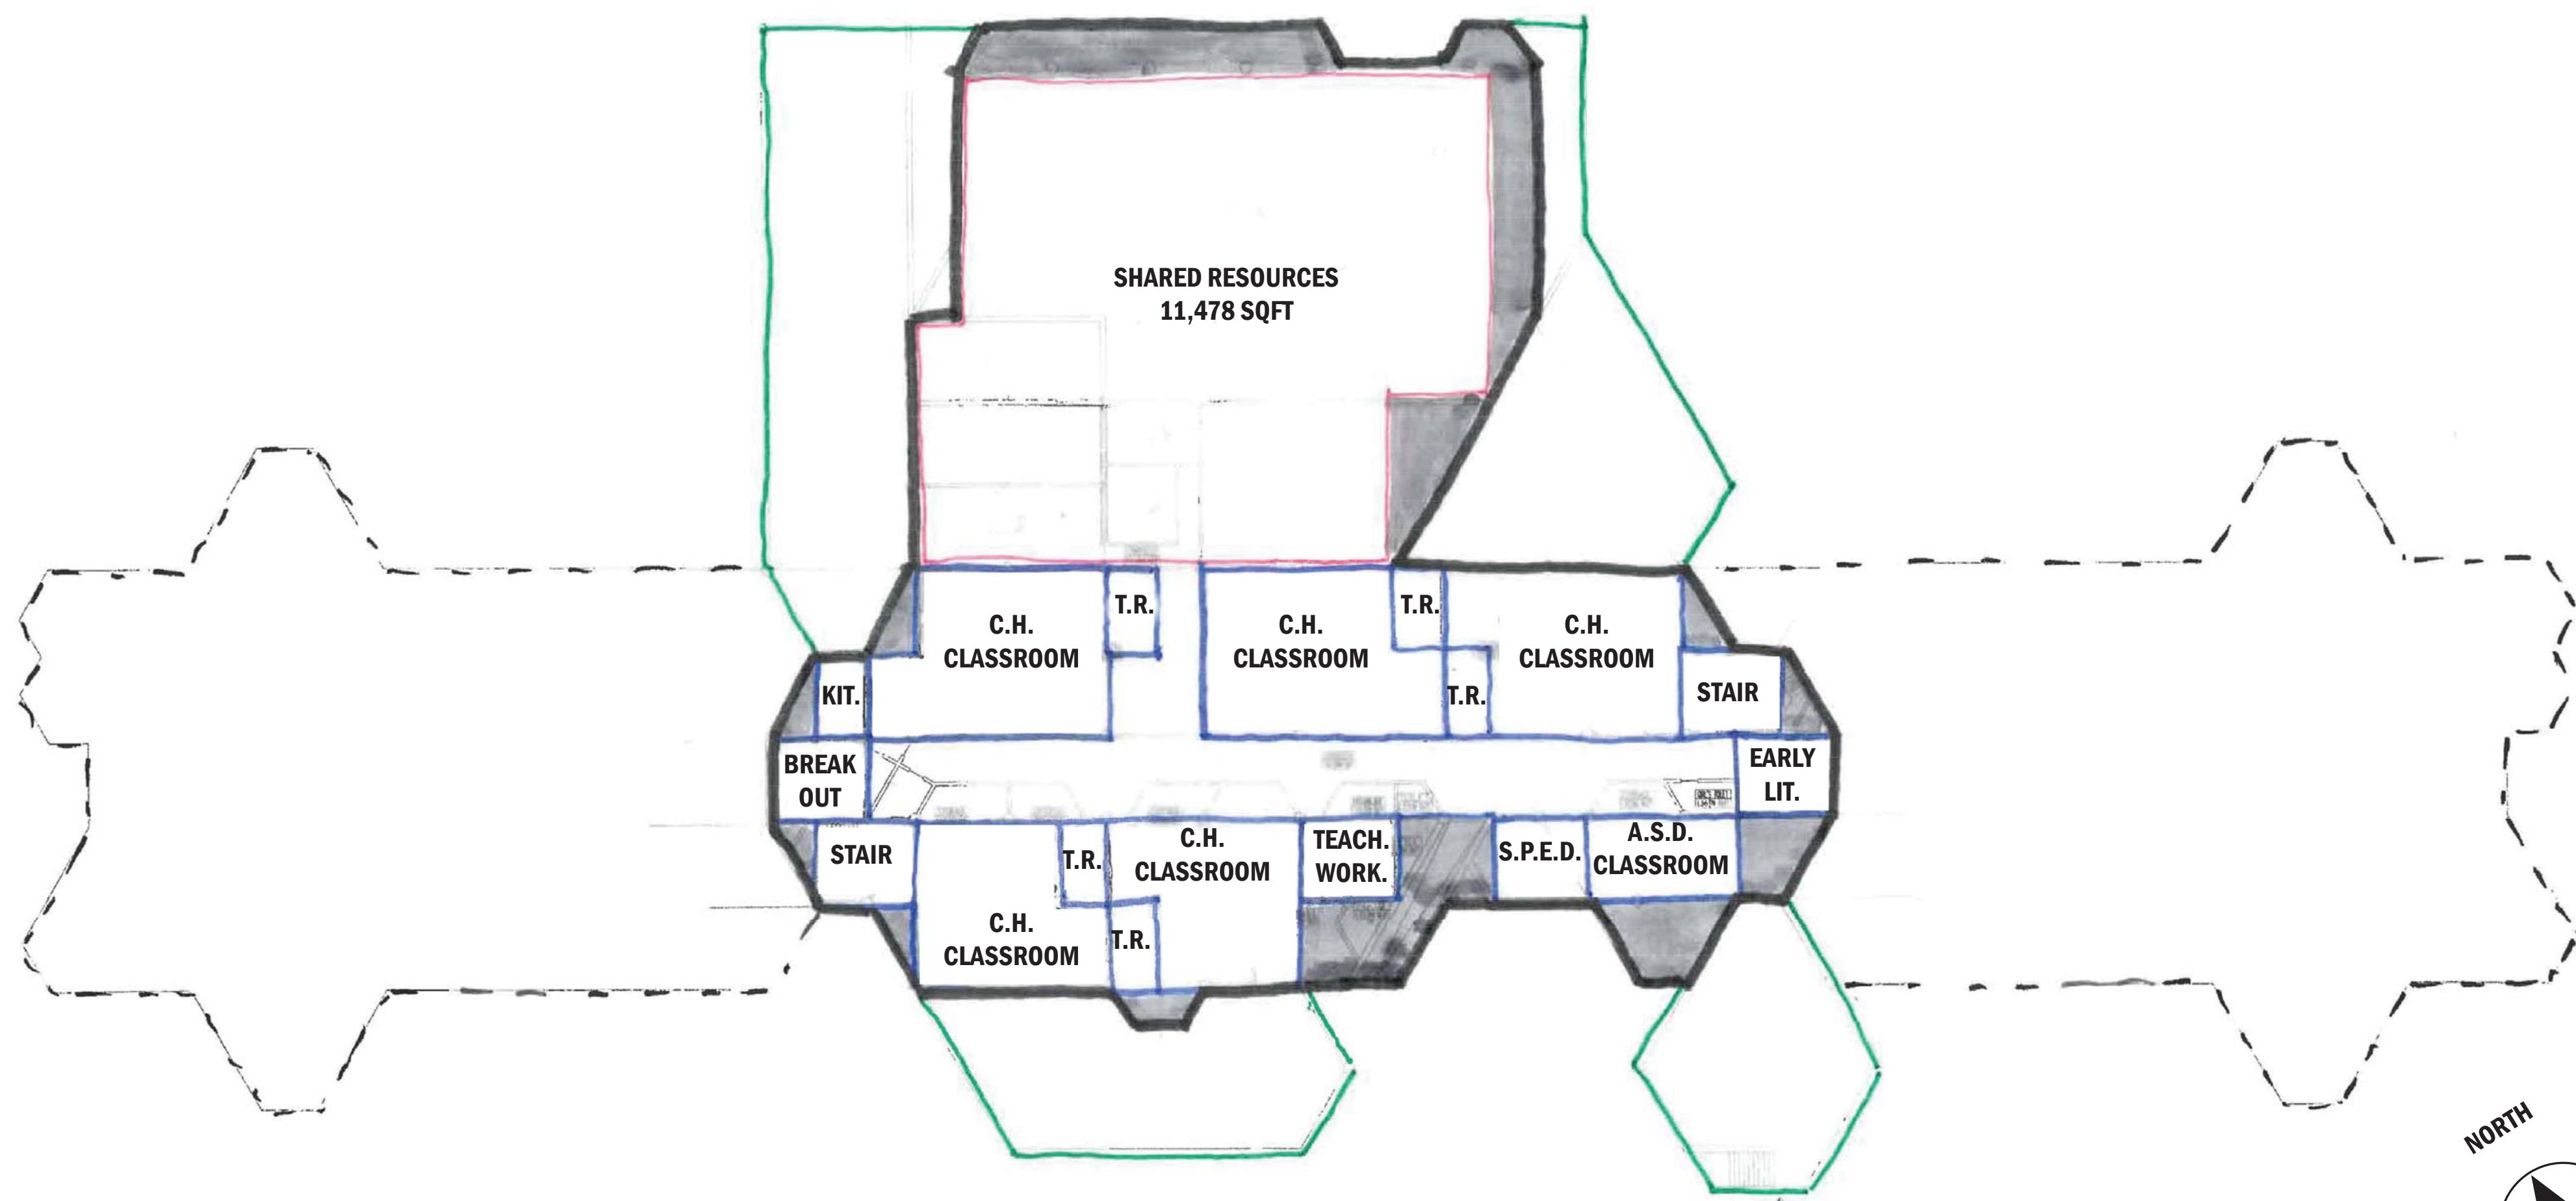 SHARED RESOURCES
11,478 SQFT
C.H.
CLASSROOM
T.R.
C.H.
CLASSROOM
T.R.
C.H.
CLASSROOM
KIT.
T.R.
STAIR
BREAK
OUT
EARLY
LIT.
STAIR
T.R.
C.H.
CLASSROOM
TEACH.
WORK.
S.P.E.D.
A.S.D.
CLASSROOM
C.H.
CLASSROOM
T.R.
NORTH